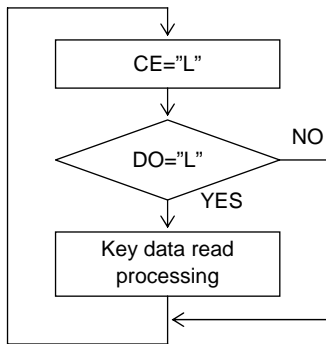 CE=”L”
DO=”L”
NO
YES
Key data read
processing